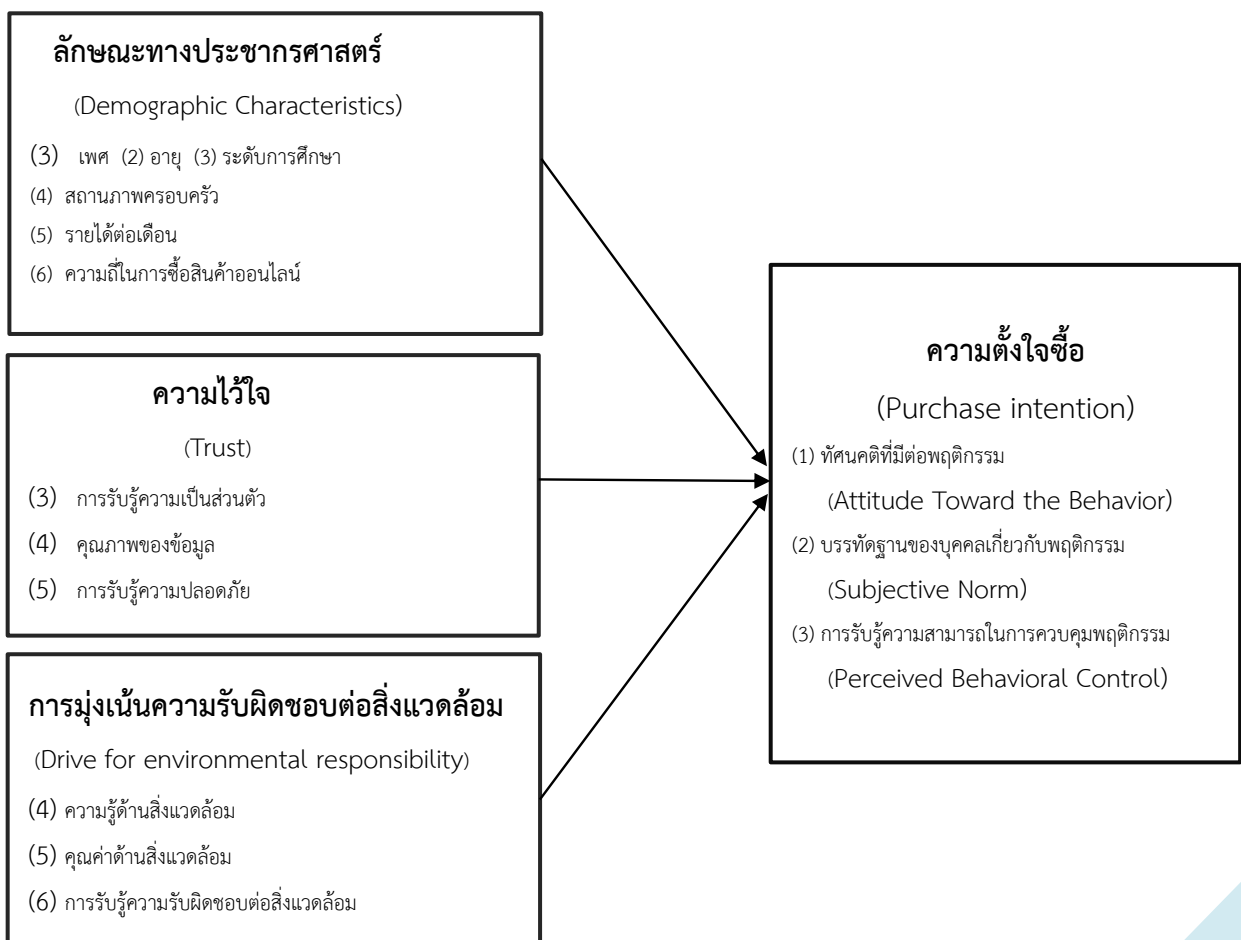 ลักษณะทางประชากรศาสตร์
(Demographic Characteristics)
(3) เพศ (2) อายุ (3) ระดับการศึกษา
(4) สถานภาพครอบครัว
(5) รายได้ต่อเดือน
(6) ความถี่ในการซื้อสินค้าออนไลน์
ความไว้ใจ
(Trust)
(3) การรับรู้ความเป็นส่วนตัว
(4) คุณภาพของข้อมูล
(5) การรับรู้ความปลอดภัย
การมุ่งเน้นความรับผิดชอบต่อสิ่งแวดล้อม
(Drive for environmental responsibility)
(4) ความรู้ด้านสิ่งแวดล้อม
(5) คุณค่าด้านสิ่งแวดล้อม
(6) การรับรู้ความรับผิดชอบต่อสิ่งแวดล้อม
ความตั้งใจซื้อ
(Purchase intention)
(1) ทัศนคติที่มีต่อพฤติกรรม
(Attitude Toward the Behavior)
(2) บรรทัดฐานของบุคคลเกี่ยวกับพฤติกรรม
(Subjective Norm)
(3) การรับรู้ความสามารถในการควบคุมพฤติกรรม
(Perceived Behavioral Control)